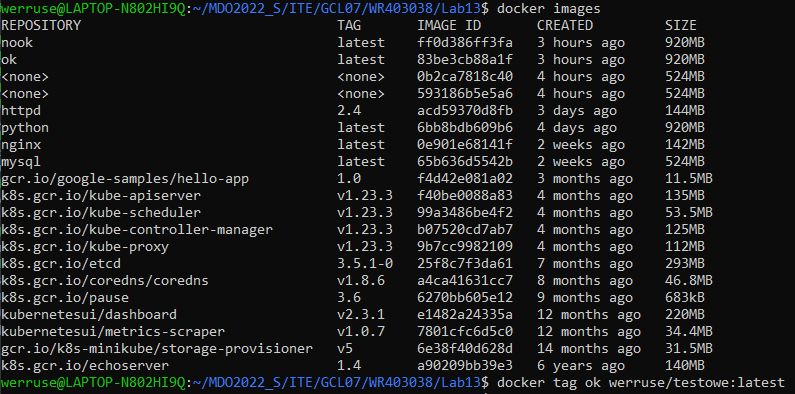 werruse@LAPTOP-N802HI9Q:~/MDO2022_S/ITE/GCL07/WR403038/Lab13$ docker images
REPOSITORY TAG IMAGE ID CREATED SIZE
nook latest ff0d386ff3fa 3 hours ago 920MB
ok latest 83be3cb88a1f 3 hours ago 920MB
<none> <none> 0b2ca7818c40 4 hours ago 524MB
<none> <none> 593186b5e5a6 4 hours ago 524MB
httpd 2.4 acd59370d8fb 3 days ago 144MB
python latest 6bb8bdb609b6 4 days ago 920MB
nginx latest 0e901e68141f 2 weeks ago 142MB
mysql latest 65b636d5542b 2 weeks ago 524MB
gcr.io/google-samples/hello-app 1.0 f4d42e081a02 3 months ago 11.5MB
k8s.gcr.io/kube-apiserver v1.23.3 f40be0088a83 4 months ago 135MB
k8s.gcr.io/kube-scheduler v1.23.3 99a3486be4f2 4 months ago 53.5MB
k8s.gcr.io/kube-controller-manager v1.23.3 b07520cd7ab7 4 months ago 125MB
k8s.gcr.io/kube-proxy v1.23.3 9b7cc9982109 4 months ago 112MB
k8s.gcr.io/etcd 3.5.1-0 25f8c7f3da61 7 months ago 293MB
k8s.gcr.io/coredns/coredns v1.8.6 a4ca41631cc7 8 months ago 46.8MB
k8s.gcr.io/pause 3.6 6270bb605e12 9 months ago 683kB
kubernetesui/dashboard v2.3.1 e1482a24335a 12 months ago 220MB
kubernetesui/metrics-scraper v1.0.7 7801cfc6d5c0 12 months ago 34.4MB
gcr.io/k8s-minikube/storage-provisioner v5 6e38f40d628d 14 months ago 31.5MB
k8s.gcr.io/echoserver 1.4 a90209bb39e3 6 years ago 140MB
werruse@LAPTOP-N802HI9Q:~/MDO2022_S/ITE/GCL07/WR403038/Lab13$ docker tag ok werruse/testowe:latest